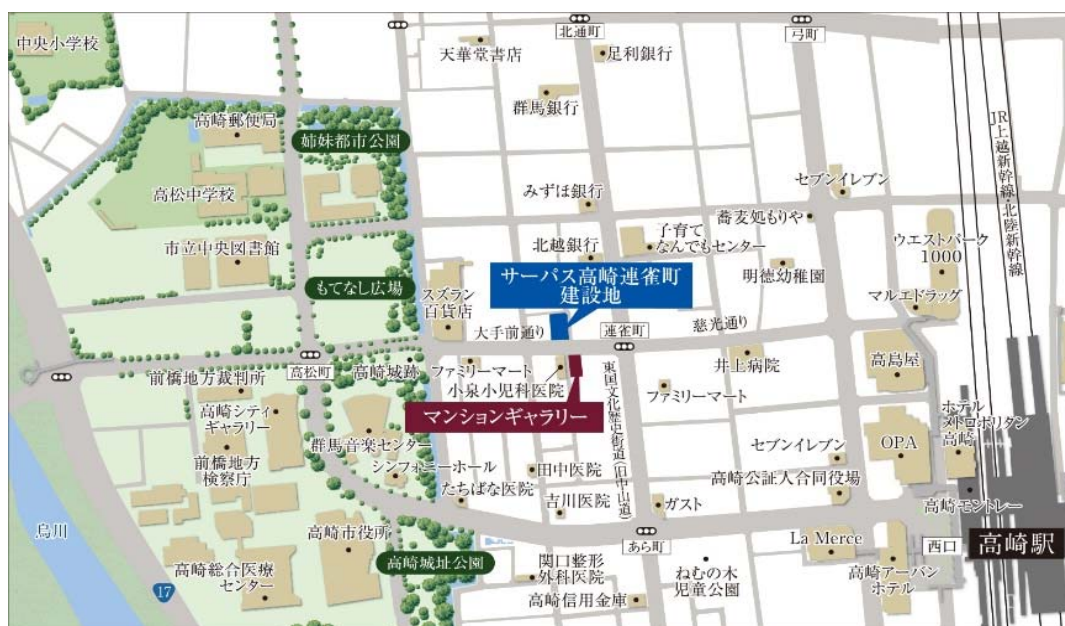 中央小学校
天華堂書店
北通町
足利銀行
弓町
群馬銀行
高崎郵便局
姉妹都市公園
JR上越新幹線・北陸新幹線
高松中学校
みずほ銀行
セブンイレブン
蕎麦処もりや
市立中央図書館
北越銀行
子育て
なんでもセンター
明徳幼稚園
ウエストパーク
1000
もてなし広場
スズラン
百貨店
サーパス高崎連雀町
建設地
マルエドラッグ
大手前通り
連雀町
慈光通り
高松町
高崎城跡
ファミリーマート
小泉小児科医院
井上病院
高島屋
前橋地方裁判所
高崎シティ
ギャラリー
マンションギャラリー
東国文化歴史街道(旧中山道)
ファミリーマート
ホテル
メトロポリタン
高崎
群馬音楽センター
シンフォニーホール
前橋地方
検察庁
たちばな医院
田中医院
吉川医院
セブンイレブン
OPA
高崎公証人合同役場
ガスト
高崎モントレー
烏川
高崎市役所
あら町
La Merce
西口
高崎駅
高崎城址公園
高崎総合医療
センター
関口整形
外科医院
ねむの木
児童公園
高崎アーバン
ホテル
17
高崎信用金庫